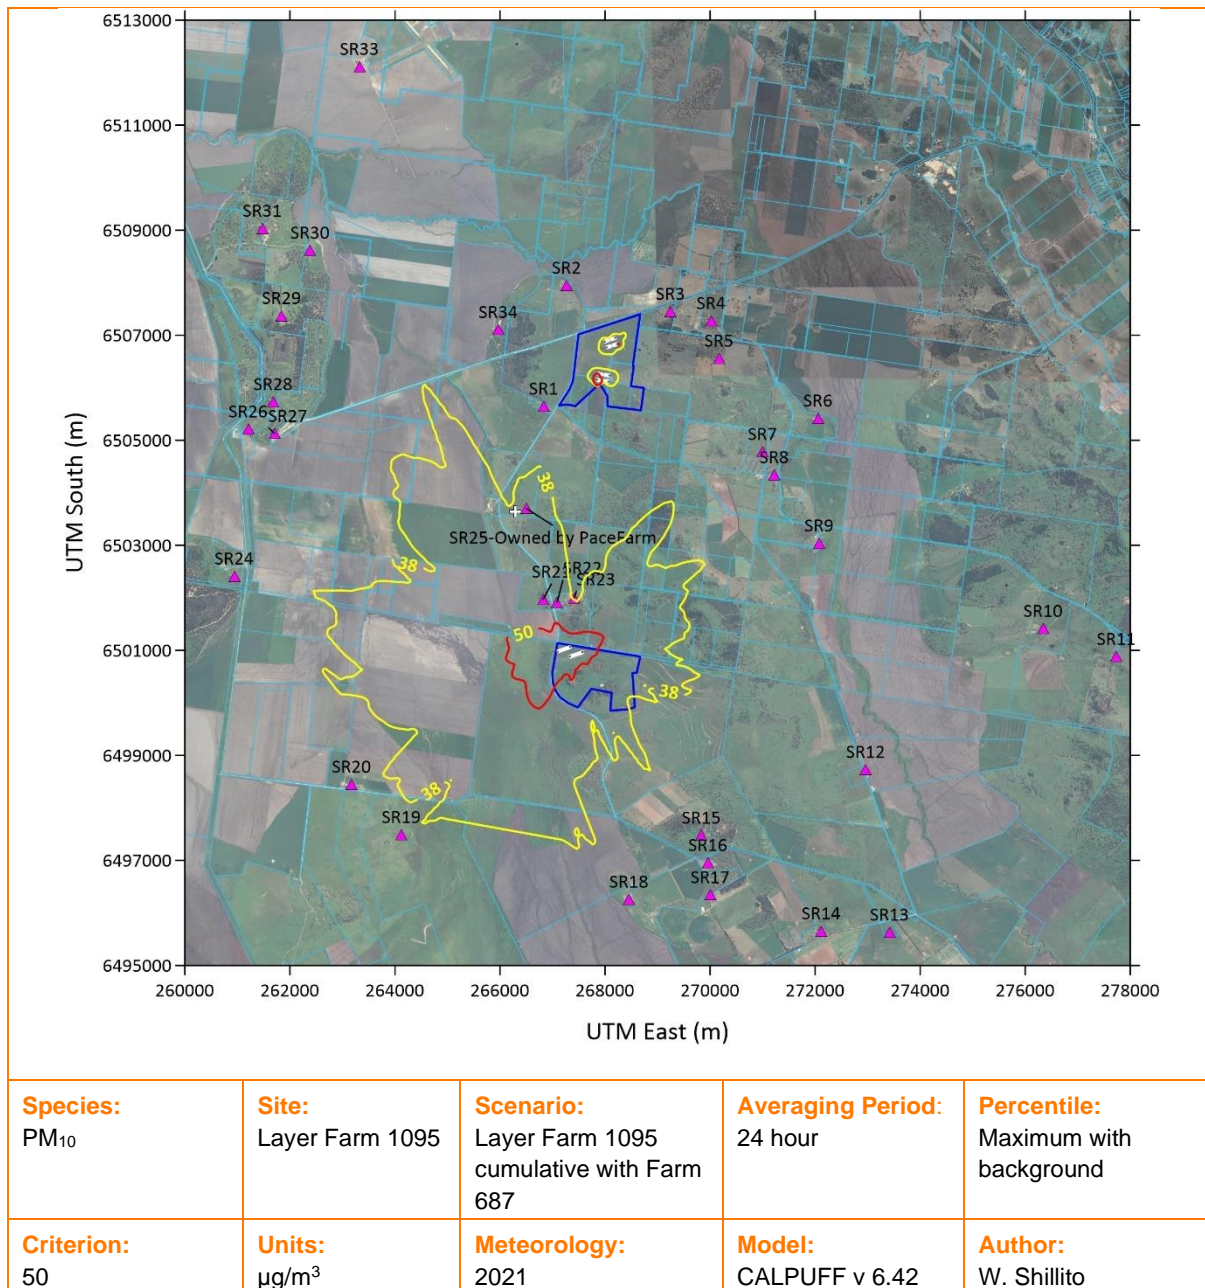 6513000
SR33
6511000
SR31
6509000
SR30
SR2
SR29
SR3
SR4
SR34
6507000
SR5
SR28
SR1
SR6
SR26
SR27
6505000
SR7
SR8
38
SR25-Owned by PaceFarm
SR9
6503000
SR24
38
SR22
SR23
SR10
50
6501000
SR11
38
6499000
SR12
SR20
38
SR19
SR15
SR16
6497000
SR18
SR17
SR14
SR13
6495000
260000 262000 264000 266000 268000 270000 272000 274000 276000 278000
UTM South (m)
UTM East (m)
Species:
PM10
Site:
Layer Farm 1095
Scenario:
Layer Farm 1095
cumulative with Farm
687
Averaging Period:
24 hour
Percentile:
Maximum with
background
Criterion:
50
Units:
µg/m³
Meteorology:
2021
Model:
CALPUFF v 6.42
Author:
W. Shillito